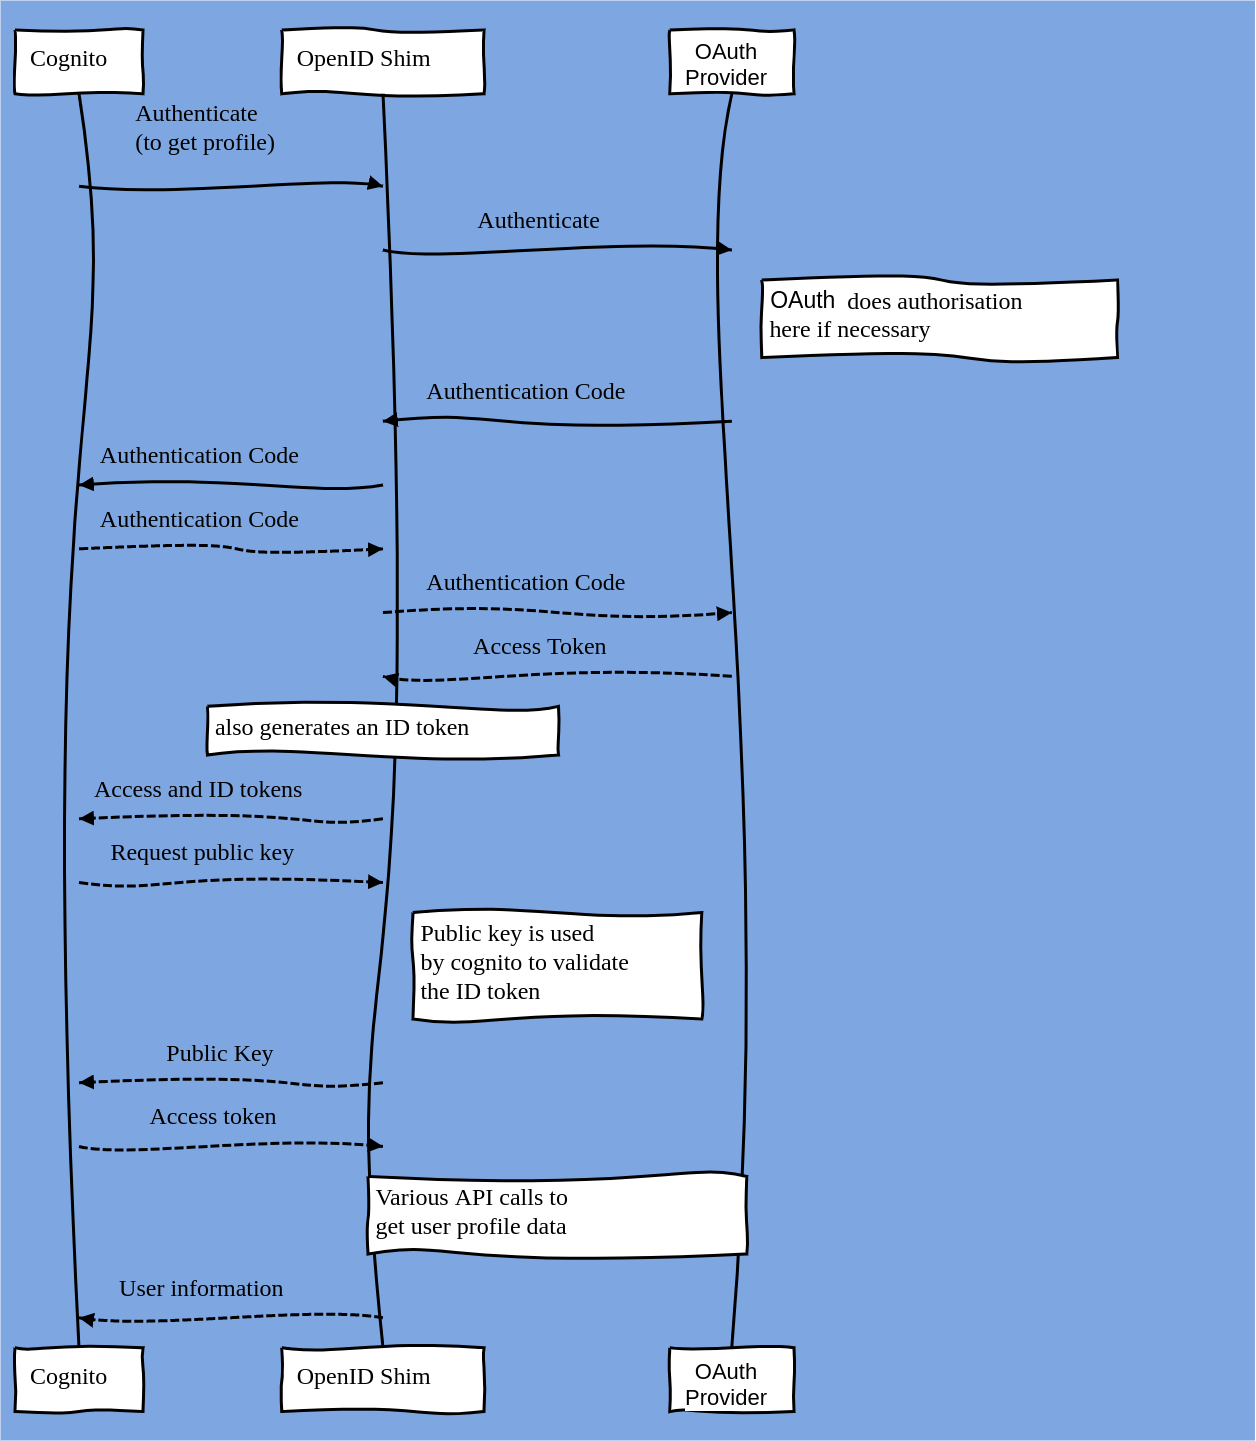 Cognito
OpenID Shim
OAuth
Provider
Authenticate
(to get profile)
Authenticate
OAuth does authorisation
here if necessary
Authentication Code
Authentication Code
Authentication Code
Authentication Code
Access Token
also generates an ID token
Access and ID tokens
Request public key
Public key is used
by cognito to validate
the ID token
Public Key
Access token
Various API calls to
get user profile data
User information
Cognito
OpenID Shim
OAuth
Provider